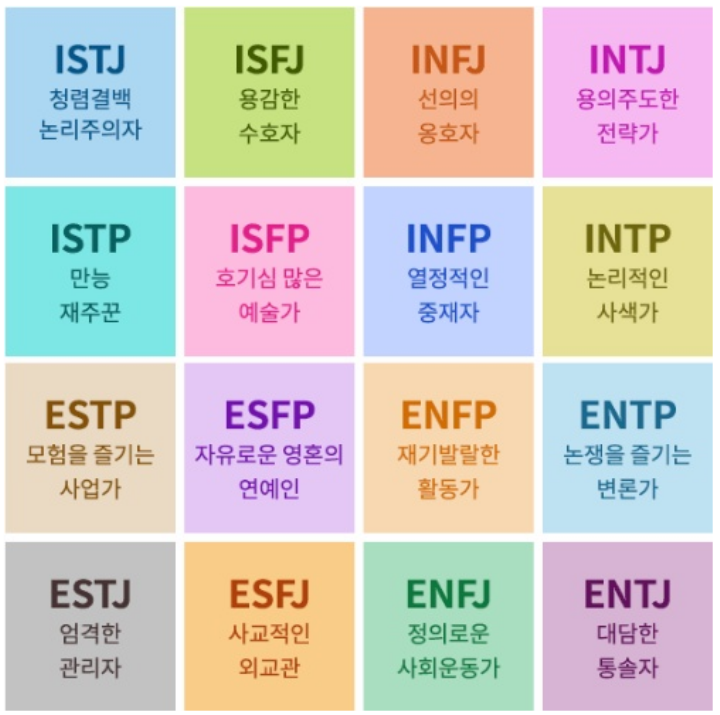 ISTJ
청렴결백
논리주의자
ISFJ
용감한
수호자
INFJ
선의의
옹호자
INTJ
용의주도한
전략가
ISTP
만능
재주꾼
ISFP
호기심 많은
예술가
INFP
열정적인
중재자
INTP
논리적인
사색가
ESTP
모험을 즐기는
사업가
ESFP
자유로운 영혼의
연예인
ENFP
재기발랄한
활동가
ENTP
논쟁을 즐기는
변론가
ESTJ
엄격한
관리자
ESFJ
사교적인
외교관
ENFJ
정의로운
사회운동가
ENTJ
대담한
통솔자